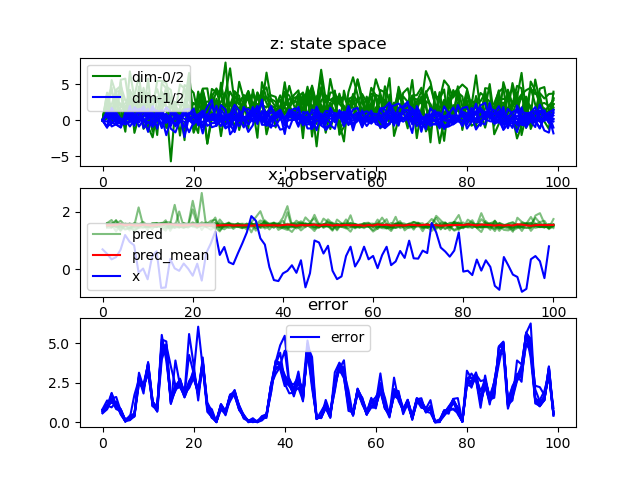 z: state space
5
0
−5
dim-0/2
dim-1/2
0 20 40 60 80 100
x: observation
2
0
pred
pred_mean
x
0 20 40 60 80 100
error
5.0
2.5
0.0
error
0 20 40 60 80 100